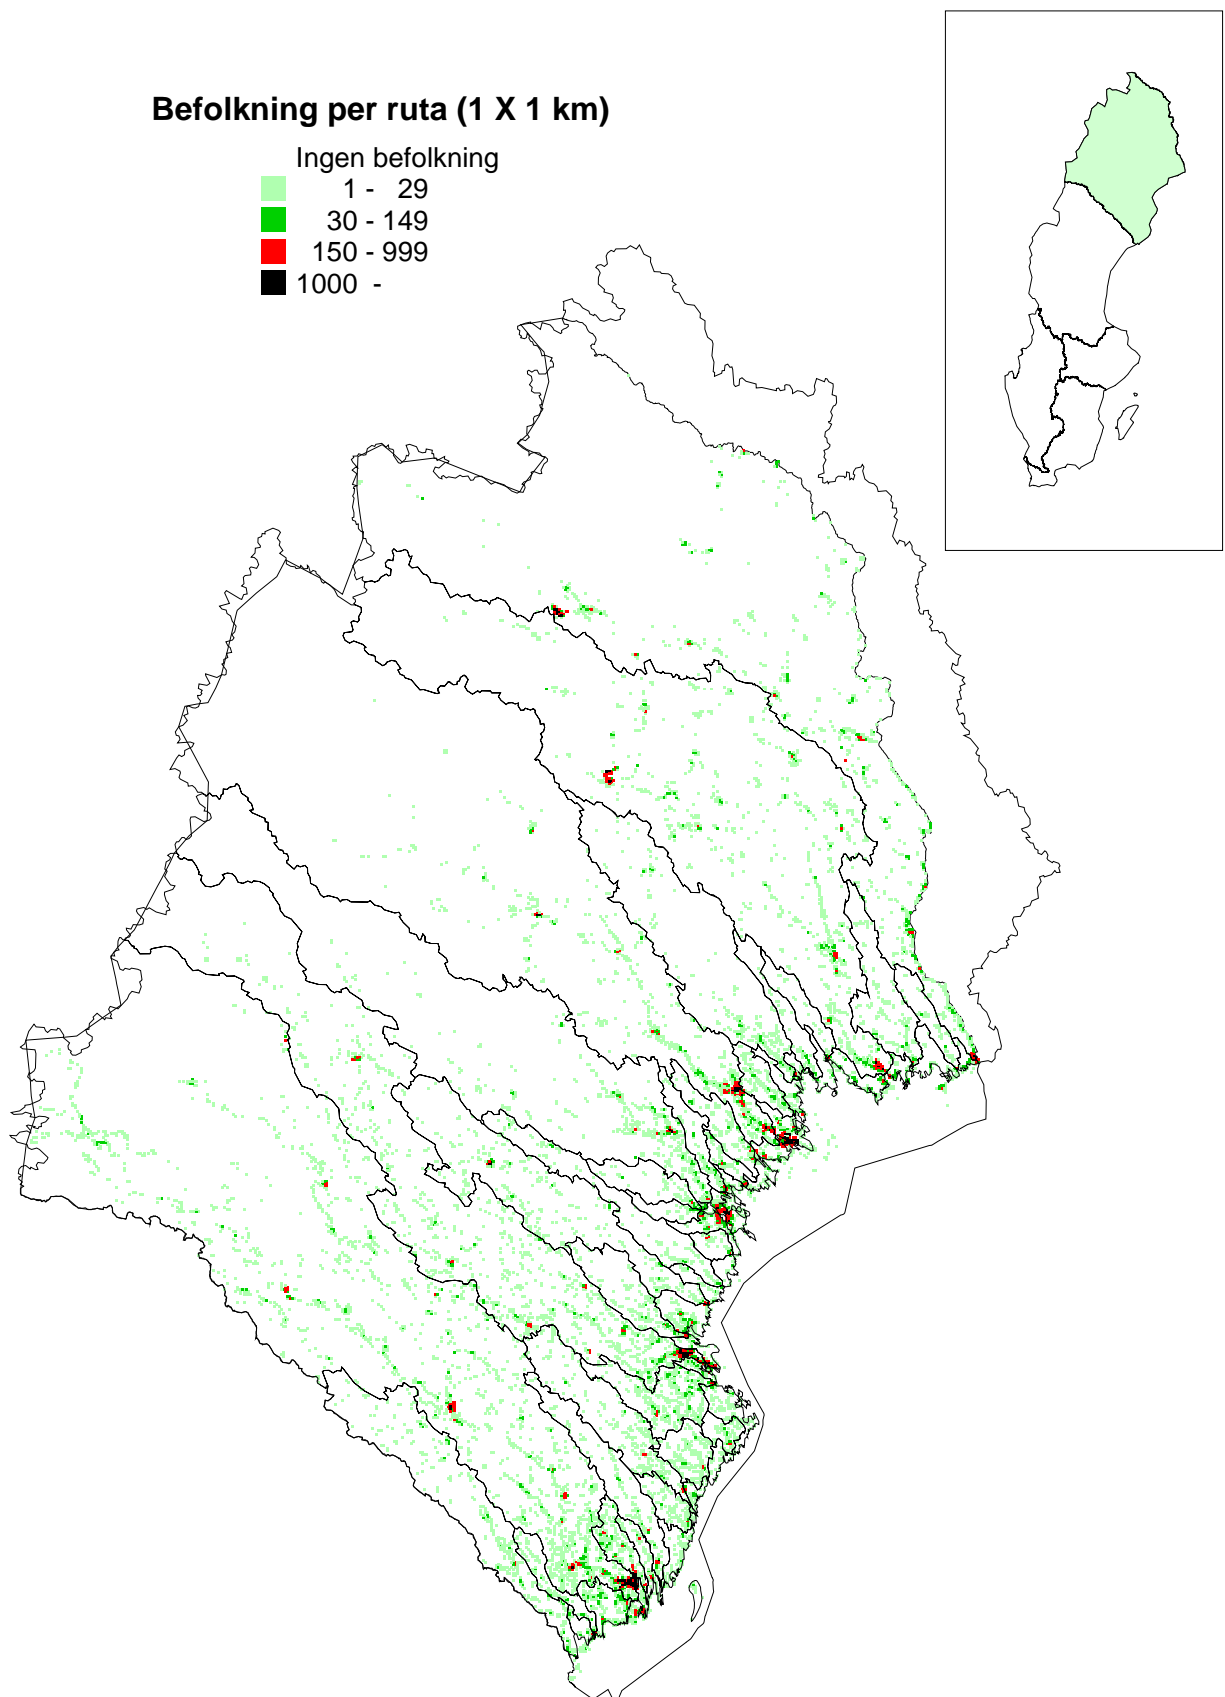 Befolkning per ruta (1 X 1 km)
Ingen befolkning
1 - 29
30 - 149
150 - 999
1000 -